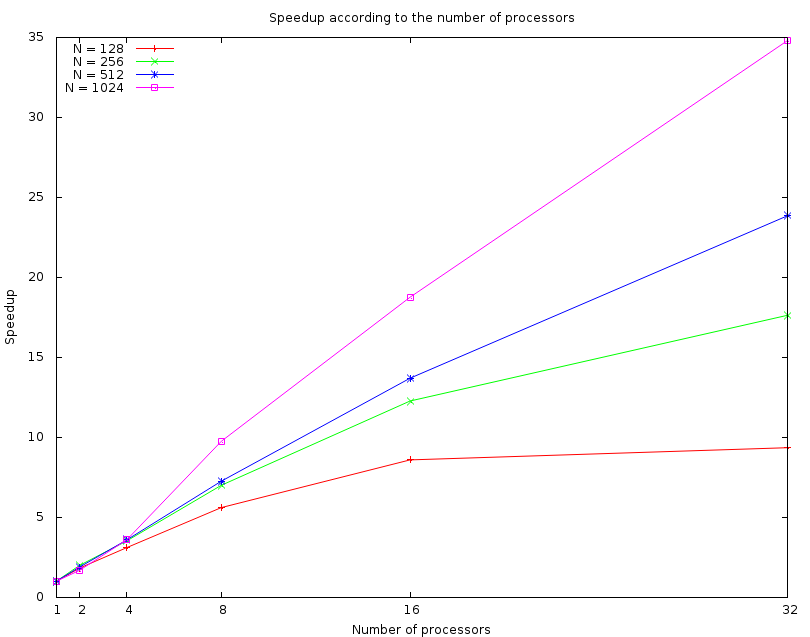 Speedup according to the number of processors
35
30
25
20
15
10
5
0
N = 128
N = 256
N = 512
N = 1024
Speedup
1 2 4 8 16 32
Number of processors